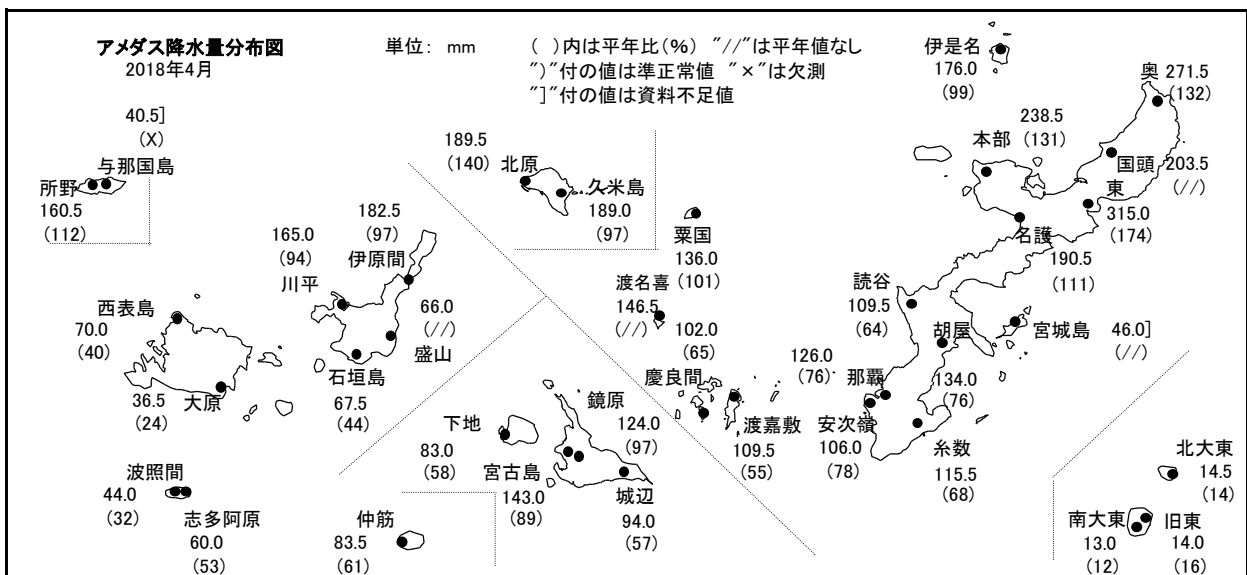 アメダス降水量分布図
2018年4月
単位： mm
（ ）内は平年比（％） "//"は平年値なし
"）"付の値は準正常値 "×"は欠測
"］"付の値は資料不足値
40.5］
（X）
与那国島
所野
160.5
（112）
189.5
（140）
北原
久米島
189.0
（97）
伊是名
176.0
（99）
奥 271.5
（132）
238.5
本部 （131）
国頭 203.5
（//）
東
315.0
（174）
名護
190.5
（111）
粟国
136.0
（101）
渡名喜
146.5
（//）
102.0
（65）
慶良間
渡嘉敷
109.5
（55）
読谷
109.5
（64）
胡屋
134.0
（76）
宮城島 46.0］
（//）
126.0
（76）
那覇
安次嶺
106.0
（78）
糸数
115.5
（68）
182.5
（97）
伊原間
165.0
（94）
川平
66.0
（//）
盛山
石垣島
67.5
（44）
西表島
70.0
（40）
大原
36.5
（24）
波照間
44.0
（32）
志多阿原
60.0
（53）
仲筋
83.5
（61）
下地
83.0
（58）
鏡原
124.0
（97）
宮古島
143.0
（89）
城辺
94.0
（57）
北大東
14.5
（14）
南大東
13.0
（12）
旧東
14.0
（16）